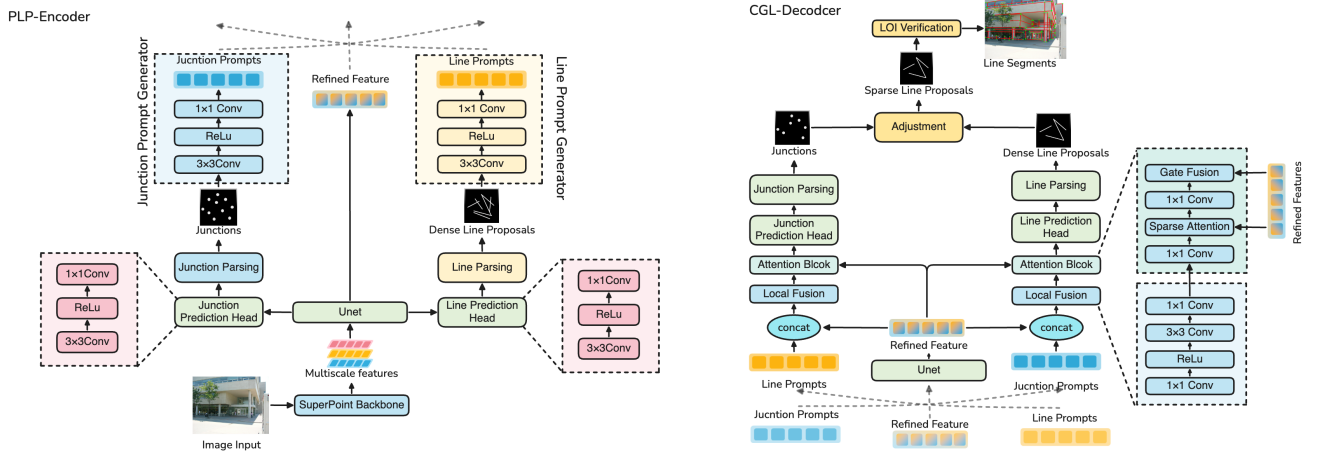 PLP-Encoder
Junction Prompt Generator
Jucntion Prompts
1×1 Conv
ReLu
3×3Conv
Junctions
Junction Parsing
Junction
Prediction Head
1×1Conv
ReLu
3×3Conv
Refined Feature
Unet
Multiscale features
SuperPoint Backbone
Image Input
Line Prompts
1×1 Conv
ReLu
3×3Conv
Line Prompt Generator
Dense Line Proposals
Line Parsing
Line Prediction
Head
1×1Conv
ReLu
3×3Conv
CGL-Decodcer
LOI Verification
Line Segments
Sparse Line Proposals
Adjustment
Junctions
Dense Line Proposals
Junction Parsing
Junction
Prediction Head
Attention Blcok
Local Fusion
concat
Line Prompts
Line Parsing
Line Prediction
Head
Attention Blcok
Local Fusion
concat
Jucntion Prompts
Refined Feature
Unet
Jucntion Prompts
Refined Feature
Line Prompts
Gate Fusion
1×1 Conv
Sparse Attention
1×1 Conv
Refined Features
1×1 Conv
3×3 Conv
ReLu
1×1 Conv